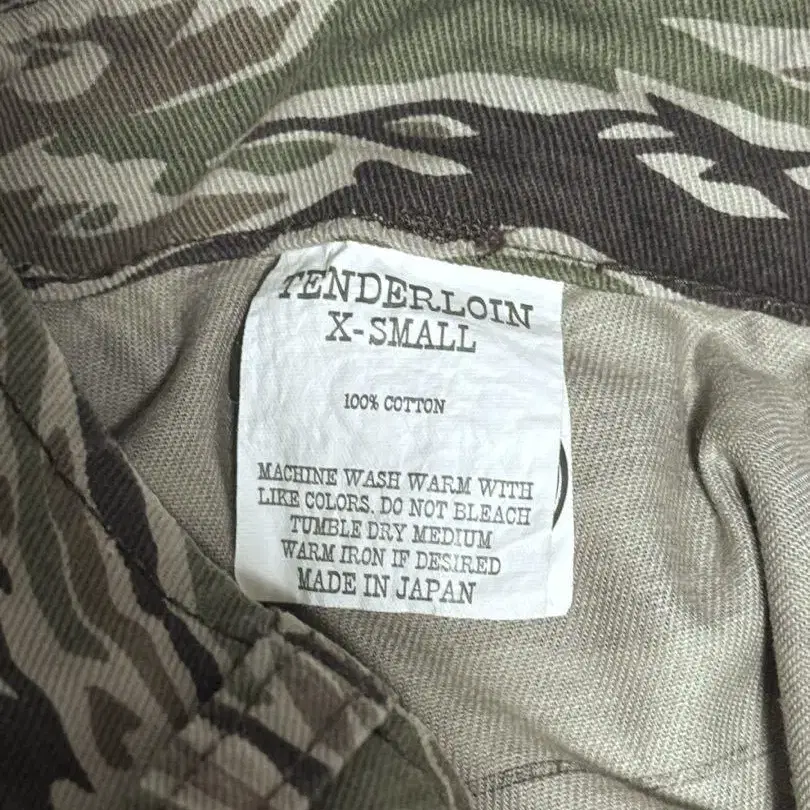 TENDERLOIN
X-SMALL
100% COTTON
MACHINE WASH WARM WITH
LIKE COLORS. DO NOT BLEACH
TUMBLE DRY MEDIUM
WARM IRON IF DESIRED
MADE IN JAPAN